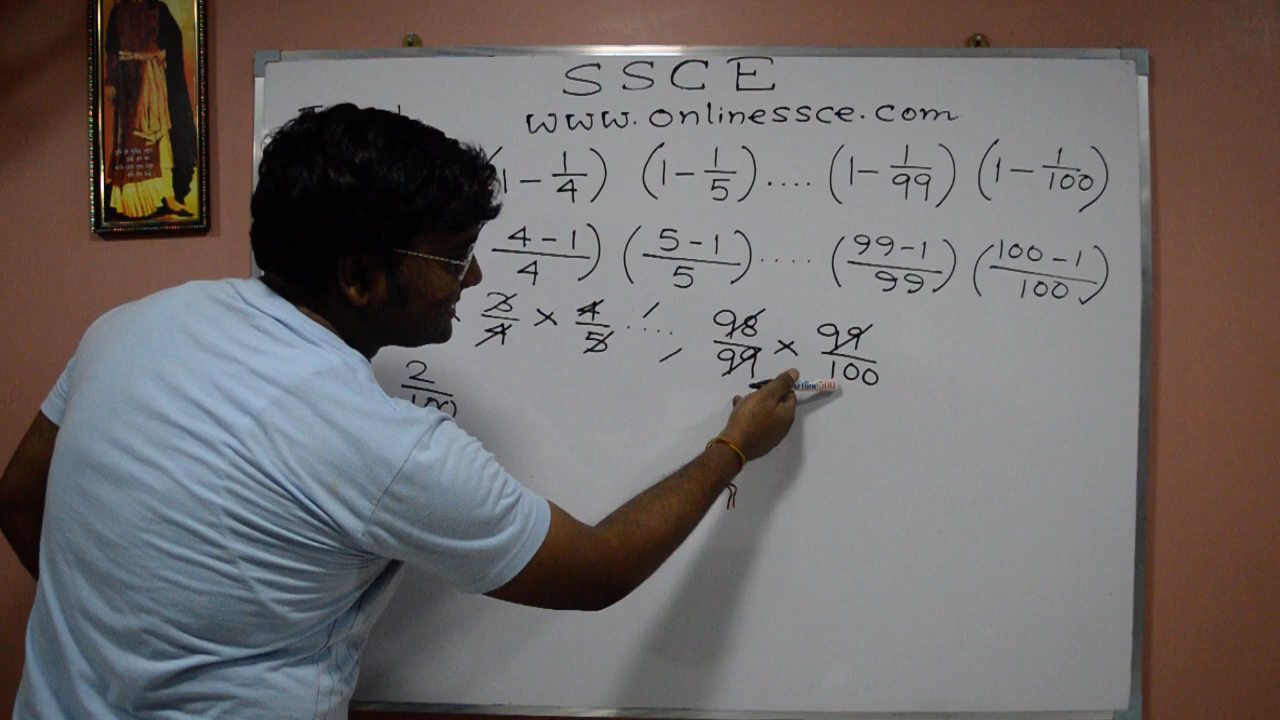 SSCE
www.onlinessce.com
1 - 1/4) (1 - 1/5) .... (1 - 1/99) (1 - 1/100)
4 - 1/4) (5 - 1/5) ..... (99 - 1/99) (100 - 1/100)
3/4 × 4/5 .... 98/99 × 99/100
2/100